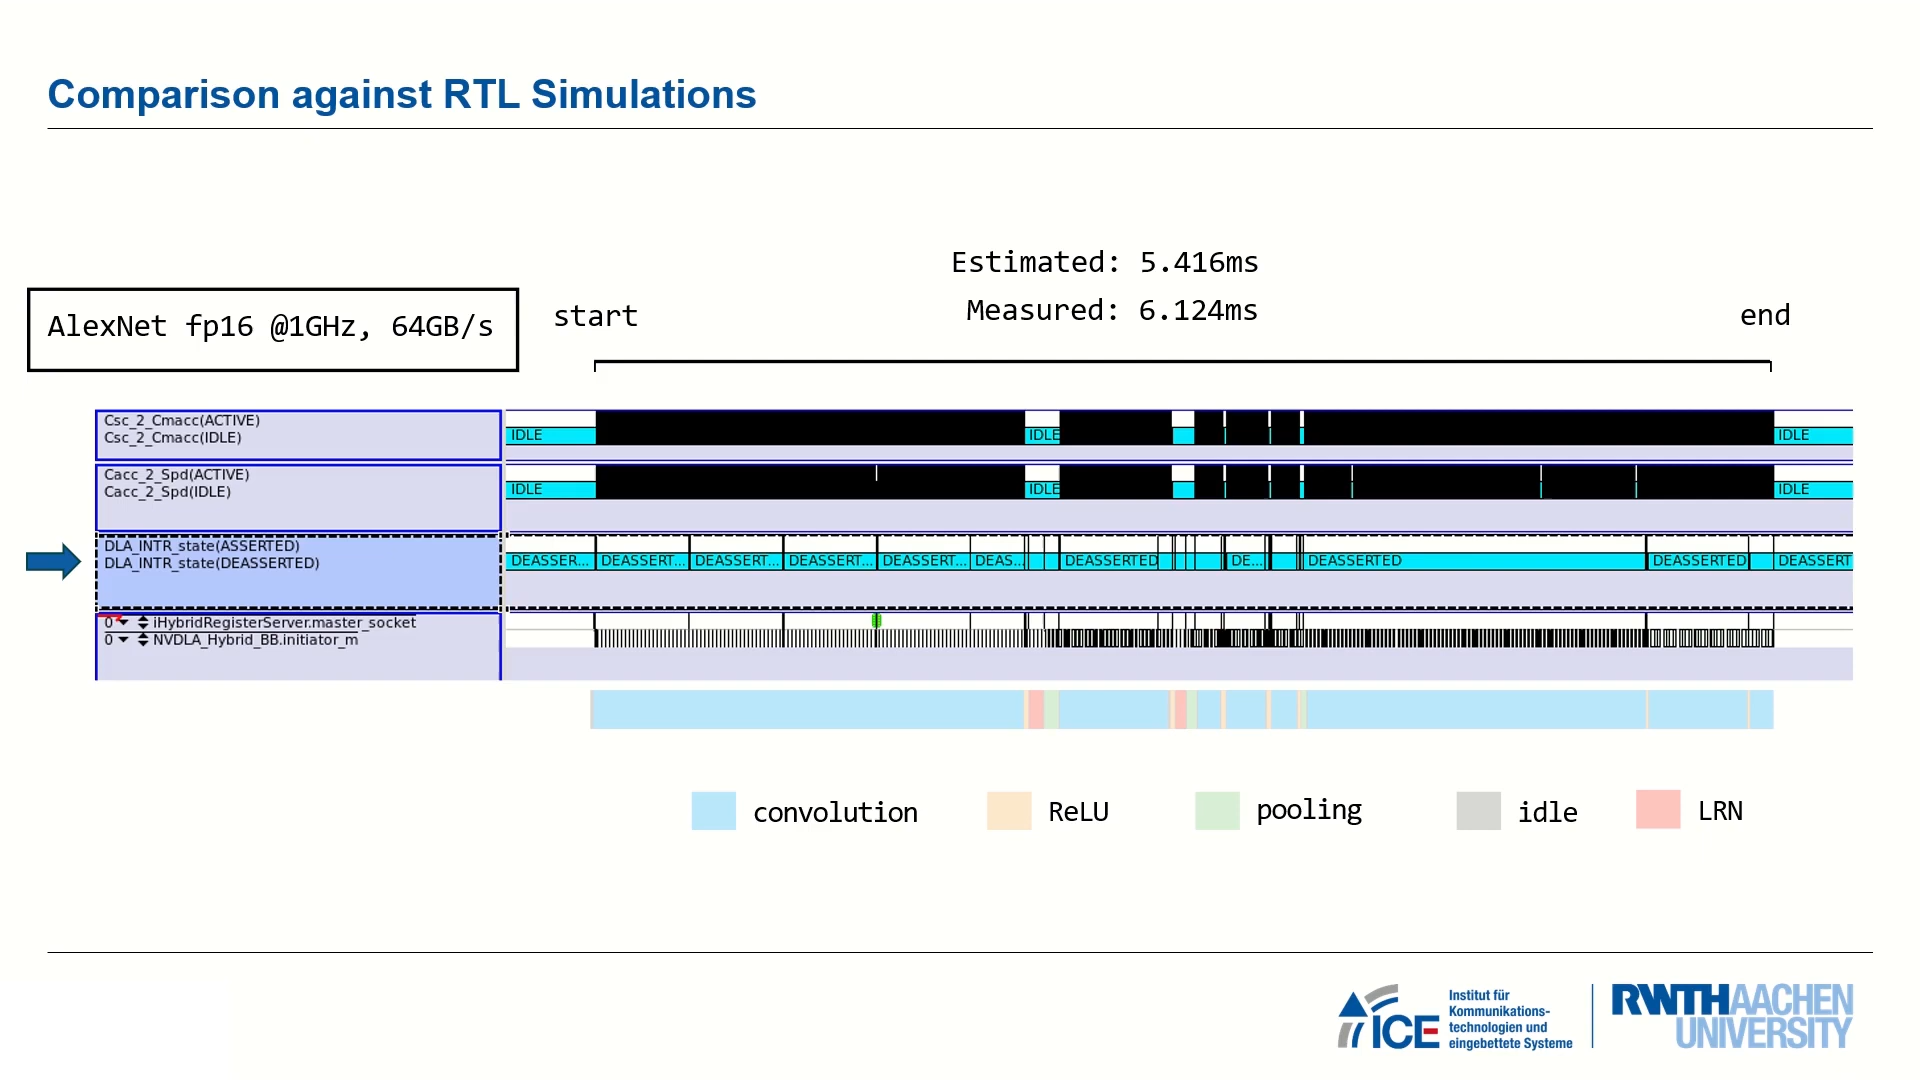 Comparison against RTL Simulations
Estimated: 5.416ms
Measured: 6.124ms
AlexNet fp16 @1GHz, 64GB/s
start
end
Csc_2_Cmacc(ACTIVE)
Csc_2_Cmacc(IDLE)
IDLE IDLE IDLE
Cacc_2_Spd(ACTIVE)
Cacc_2_Spd(IDLE)
IDLE IDLE IDLE
DLA_INTR_state(ASSERTED)
DLA_INTR_state(DEASSERTED)
DEASSER... DEASSERT... DEASSERT... DEASSERT... DEASSERT... DEAS... DEASSERTED DE... DEASSERTED DEASSERTED DEASSERT
0 iHybridRegisterServer.master_socket
0 NVDLA_Hybrid_BB.initiator_m
convolution
ReLU
pooling
idle
LRN
ICE
Institut für
Kommunikations-
technologien und
eingebettete Systeme
RWTH AACHEN
UNIVERSITY